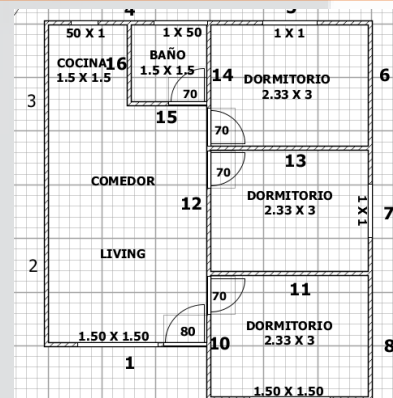 4
50 X 1
1 X 50
1 X 1
COCINA
16
BAÑO
1.5 X 1.5
1.5 X 1.5
14
DORMITORIO
6
2.33 X 3
3
70
15
70
13
70
DORMITORIO
COMEDOR
2.33 X 3
12
1 X 1
7
LIVING
2
70
11
DORMITORIO
2.33 X 3
80
1.50 X 1.50
10
8
1
1.50 X 1.50